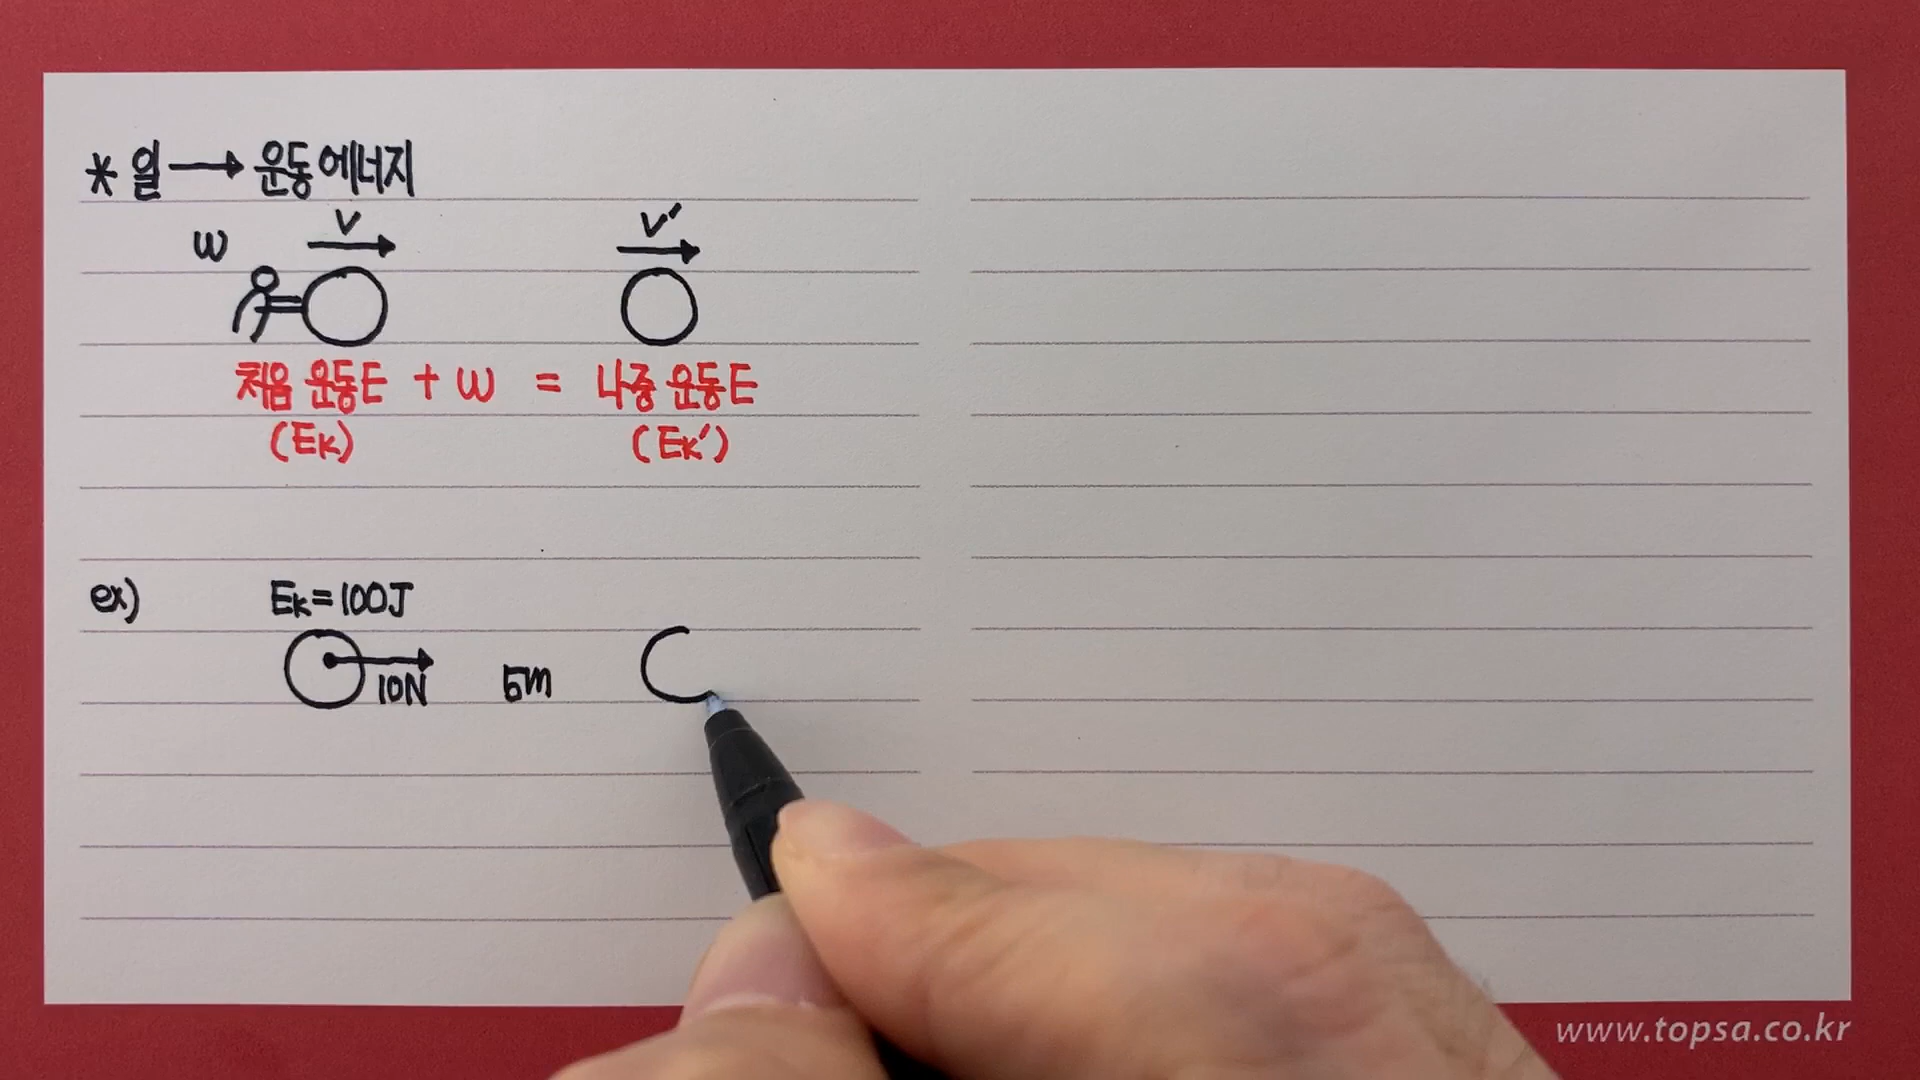 * 일 → 운동에너지
W V V′
처음 운동E + W = 나중 운동E
(Ek) (Ek′)
ex) Ek=100J
10N 5m
www.topsa.co.kr